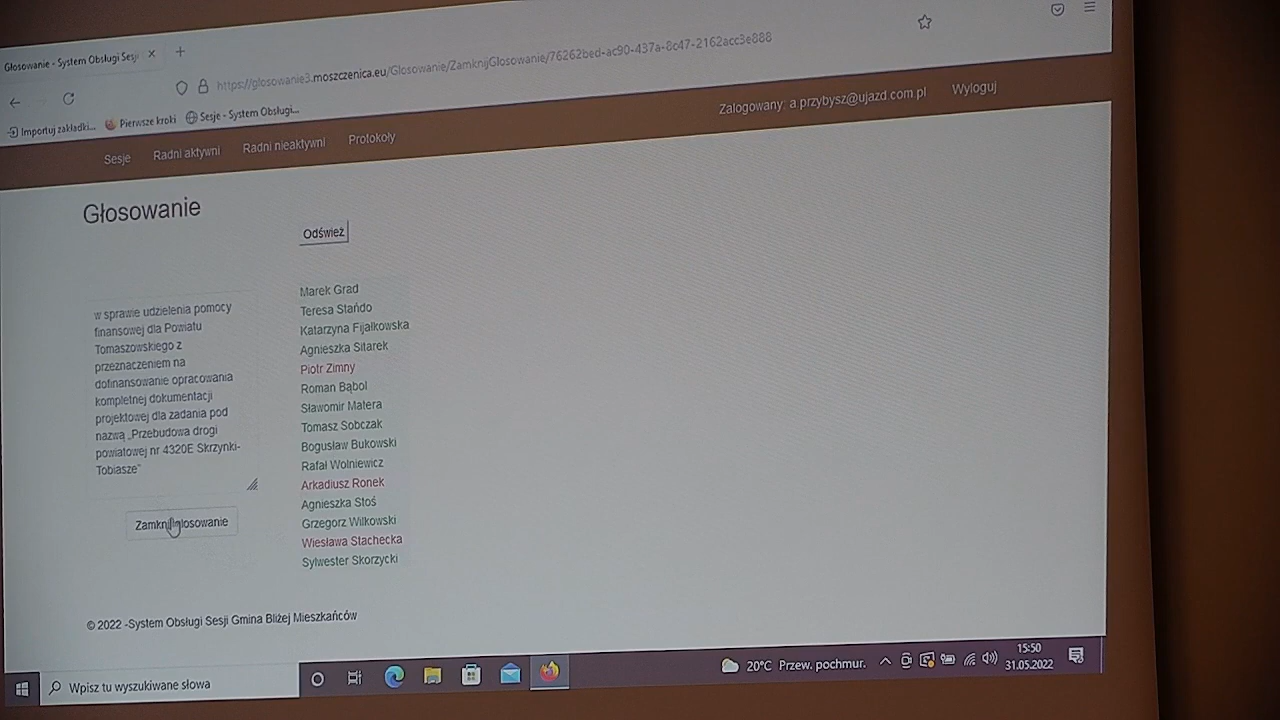 Głosowanie - System Obsługi Sesji
https://glosowanie3.moszczenica.eu/Glosowanie/ZamknijGlosowanie/76262bed-ac90-437a-8c47-2162acc3e888
Importuj zakładki...
Pierwsze kroki
Sesje - System Obsługi...
Zalogowany: a przybysz@ujazd.com.pl
Wyloguj
Sesje
Radni aktywni
Radni nieaktywni
Protokoły
Głosowanie
Odśwież
w sprawie udzielenia pomocy
finansowej dla Powiatu
Tomaszowskiego z
przeznaczeniem na
dofinansowanie opracowania
kompletnej dokumentacji
projektowej dla zadania pod
nazwą „Przebudowa drogi
powiatowej nr 4320E Skrzynki-
Tobiasze"
Zamknij głosowanie
Marek Grad
Teresa Stańdo
Katarzyna Fijałkowska
Agnieszka Sitarek
Piotr Zimny
Roman Bąbol
Sławomir Matera
Tomasz Sobczak
Bogusław Bukowski
Rafał Wolniewicz
Arkadiusz Ronek
Agnieszka Stoś
Grzegorz Wilkowski
Wiesława Stachecka
Sylwester Skorzycki
© 2022 -System Obsługi Sesji Gmina Bliżej Mieszkańców
Wpisz tu wyszukiwane słowa
20°C Przew. pochmur.
15:50
31.05.2022